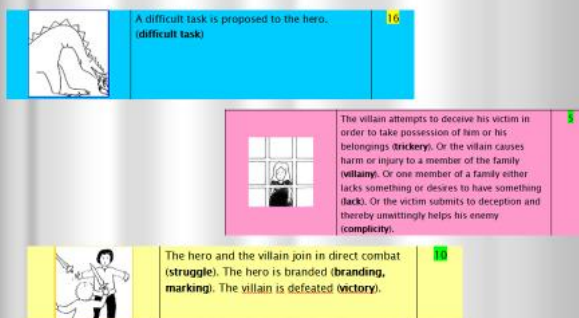 A difficult task is proposed to the hero.
(difficult task)
16
The villain attempts to deceive his victim in
order to take possession of him or his
belongings (trickery). Or the villain causes
harm or injury to a member of the family
(villainy). Or one member of a family either
lacks something or desires to have something
(lack). Or the victim submits to deception and
thereby unwittingly helps his enemy
(complicity).
5
The hero and the villain join in direct combat
(struggle). The hero is branded (branding,
marking). The villain is defeated (victory).
10